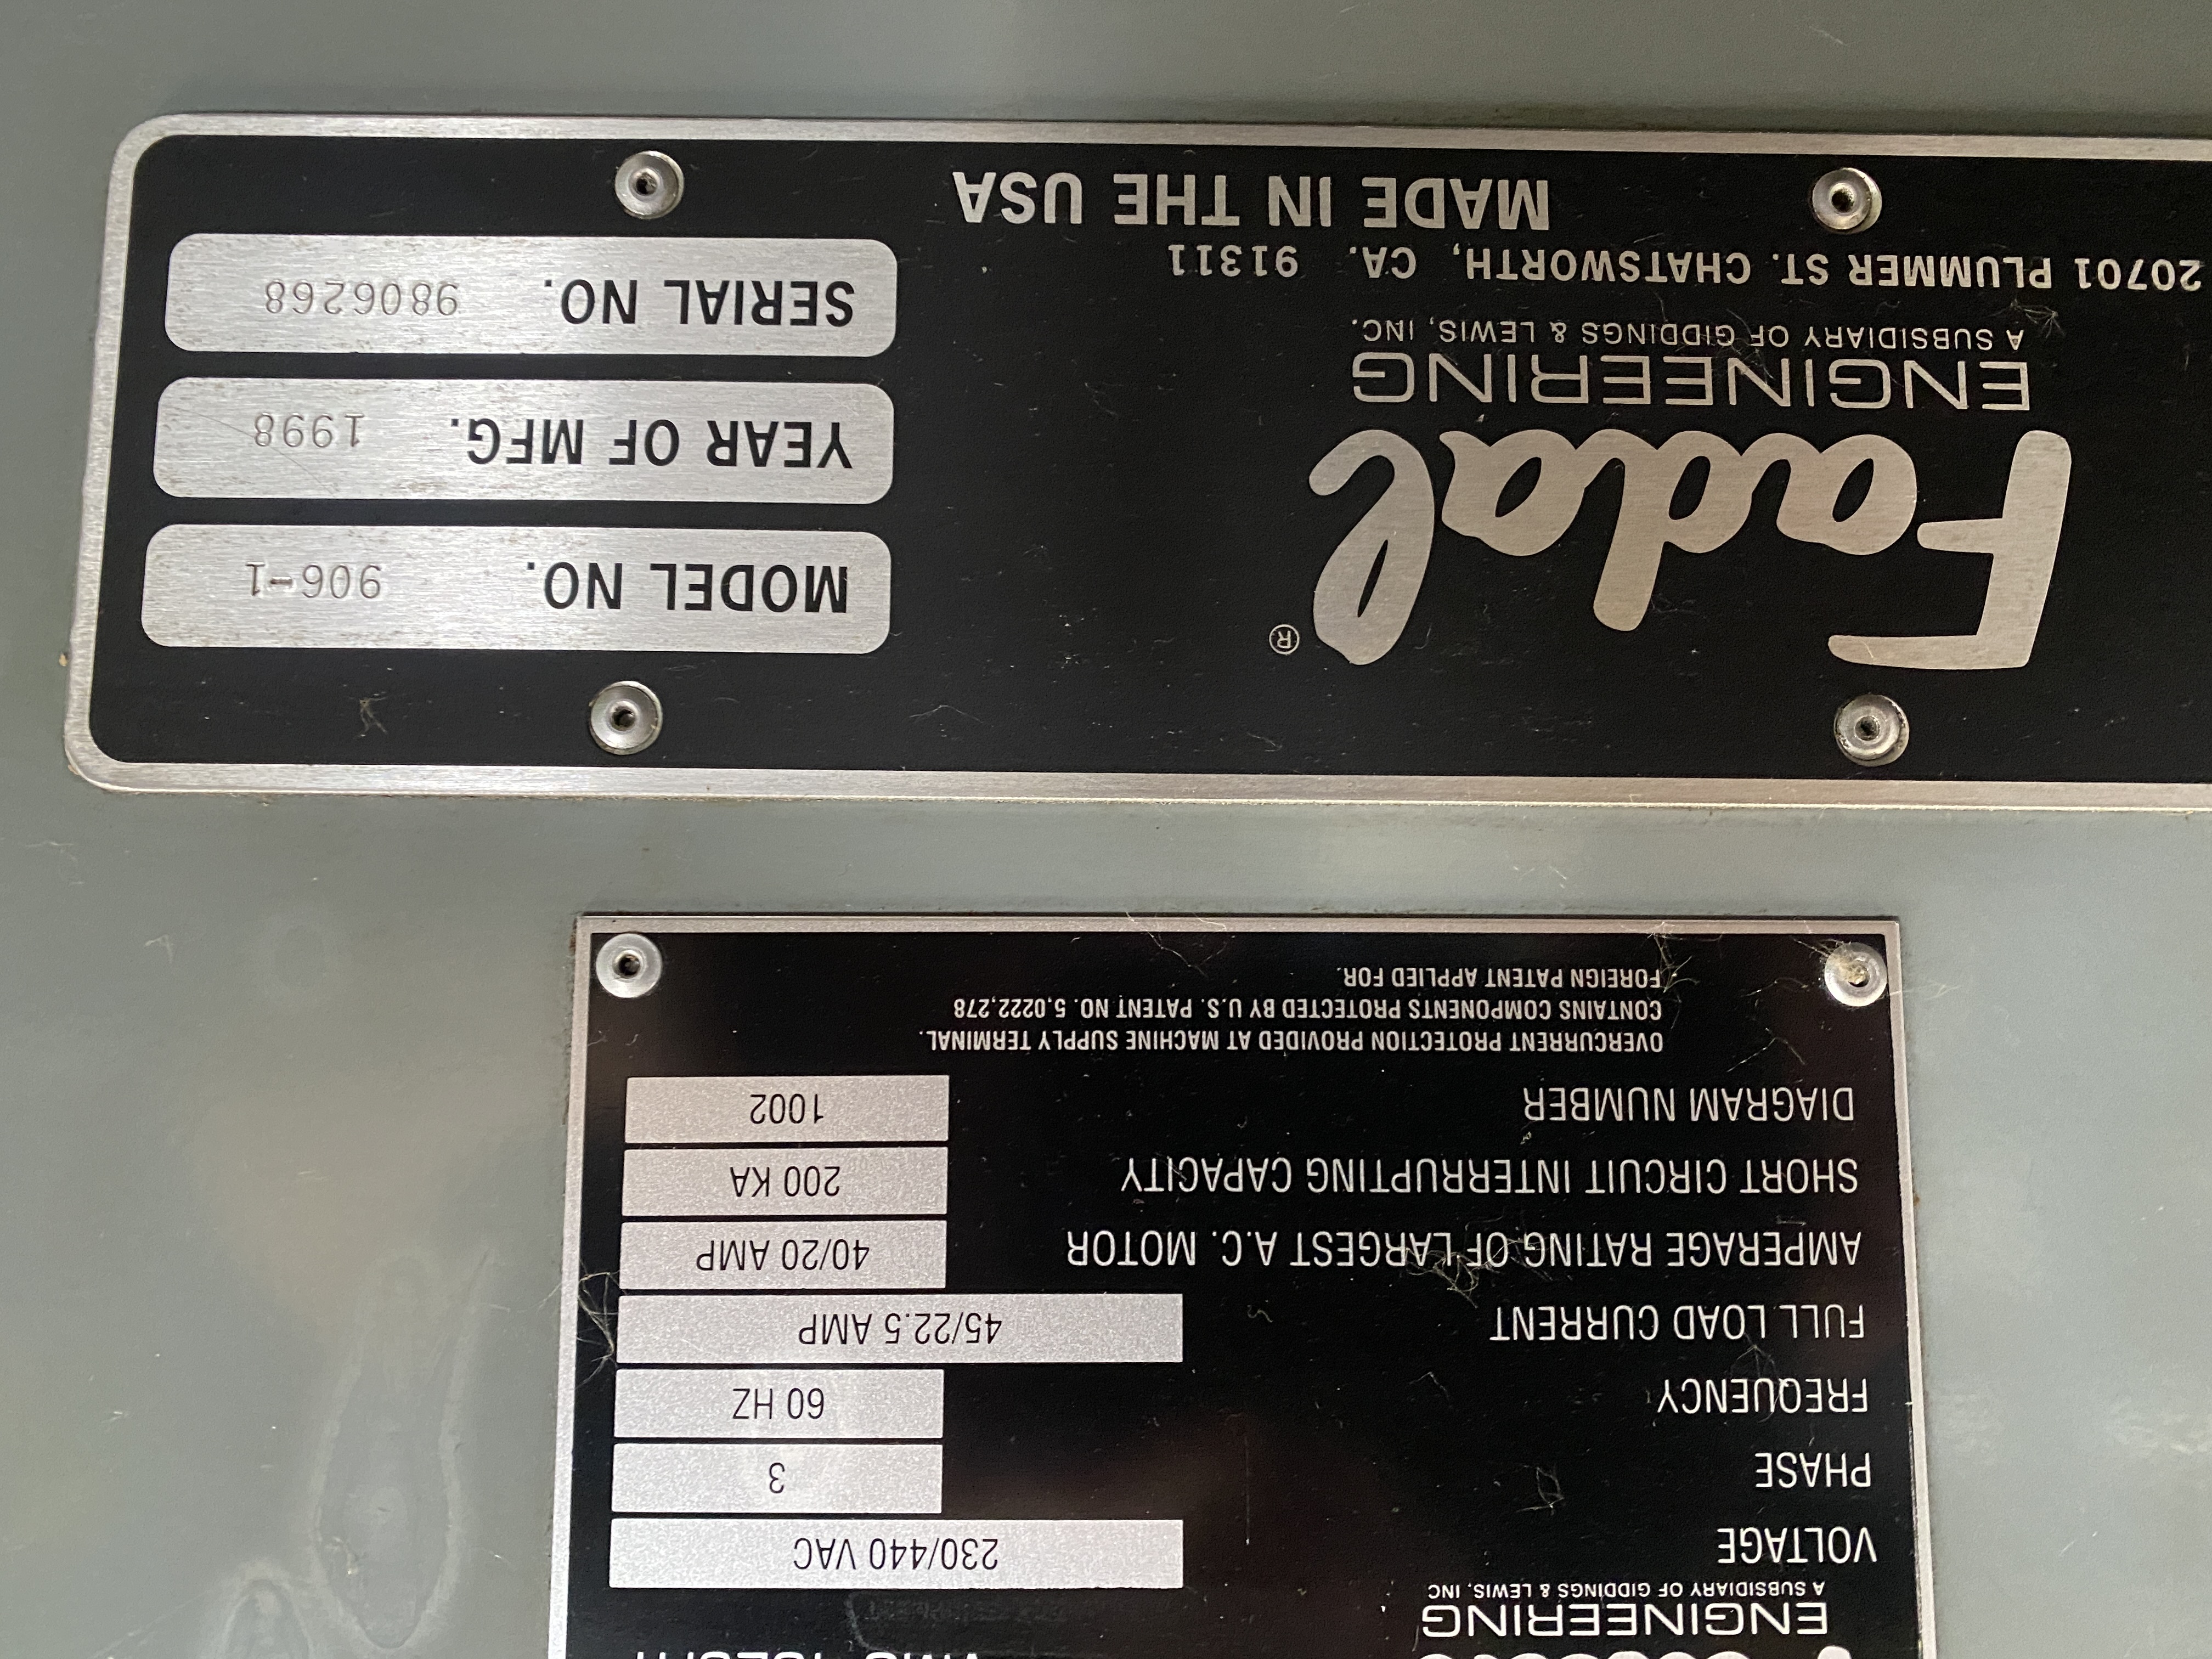 ENGINEERING
A SUBSIDIARY OF GIDDINGS & LEWIS, INC
VOLTAGE 230/440 VAC
PHASE 3
FREQUENCY 60 HZ
FULL LOAD CURRENT 45/22.5 AMP
AMPERAGE RATING OF LARGEST A.C. MOTOR 40/20 AMP
SHORT CIRCUIT INTERRUPTING CAPACITY 200 KA
DIAGRAM NUMBER 1002
OVERCURRENT PROTECTION PROVIDED AT MACHINE SUPPLY TERMINAL.
CONTAINS COMPONENTS PROTECTED BY U.S. PATENT NO. 5,0222,278
FOREIGN PATENT APPLIED FOR.
Fadal ®
ENGINEERING
A SUBSIDIARY OF GIDDINGS & LEWIS, INC.
20701 PLUMMER ST. CHATSWORTH, CA. 91311
MADE IN THE USA
MODEL NO. 906-1
YEAR OF MFG. 1998
SERIAL NO. 9806268